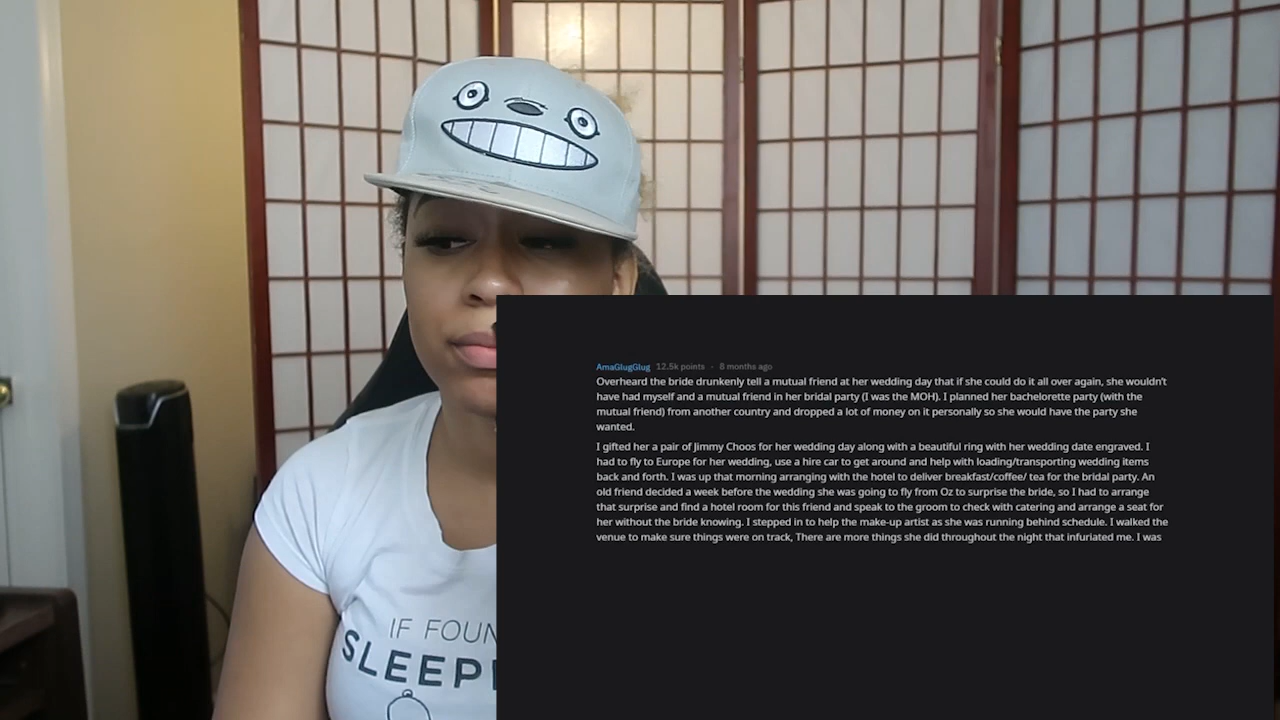 AmaGlugGlug 12.5k points · 8 months ago
Overheard the bride drunkenly tell a mutual friend at her wedding day that if she could do it all over again, she wouldn't
have had myself and a mutual friend in her bridal party (I was the MOH). I planned her bachelorette party (with the
mutual friend) from another country and dropped a lot of money on it personally so she would have the party she
wanted.
I gifted her a pair of Jimmy Choos for her wedding day along with a beautiful ring with her wedding date engraved. I
had to fly to Europe for her wedding, use a hire car to get around and help with loading/transporting wedding items
back and forth. I was up that morning arranging with the hotel to deliver breakfast/coffee/ tea for the bridal party. An
old friend decided a week before the wedding she was going to fly from Oz to surprise the bride, so I had to arrange
that surprise and find a hotel room for this friend and speak to the groom to check with catering and arrange a seat for
her without the bride knowing. I stepped in to help the make-up artist as she was running behind schedule. I walked the
venue to make sure things were on track, There are more things she did throughout the night that infuriated me. I was
IF FOUN
SLEEPI